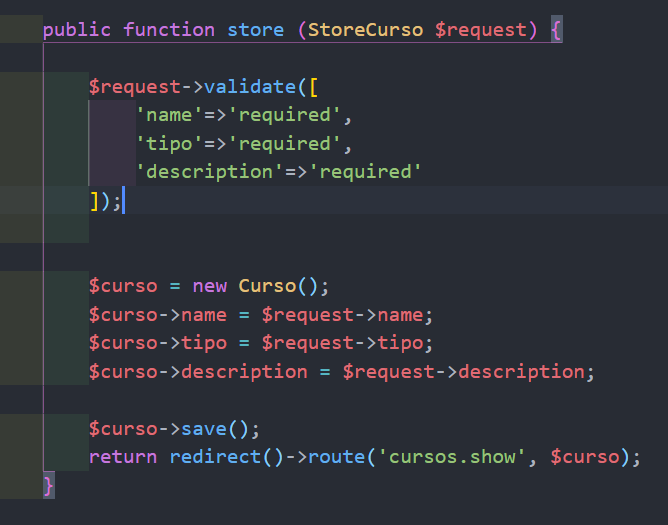 public function store (StoreCurso $request) {
$request->validate([
'name'=>'required',
'tipo'=>'required',
'description'=>'required'
]);
$curso = new Curso();
$curso->name = $request->name;
$curso->tipo = $request->tipo;
$curso->description = $request->description;
$curso->save();
return redirect()->route('cursos.show', $curso);
}